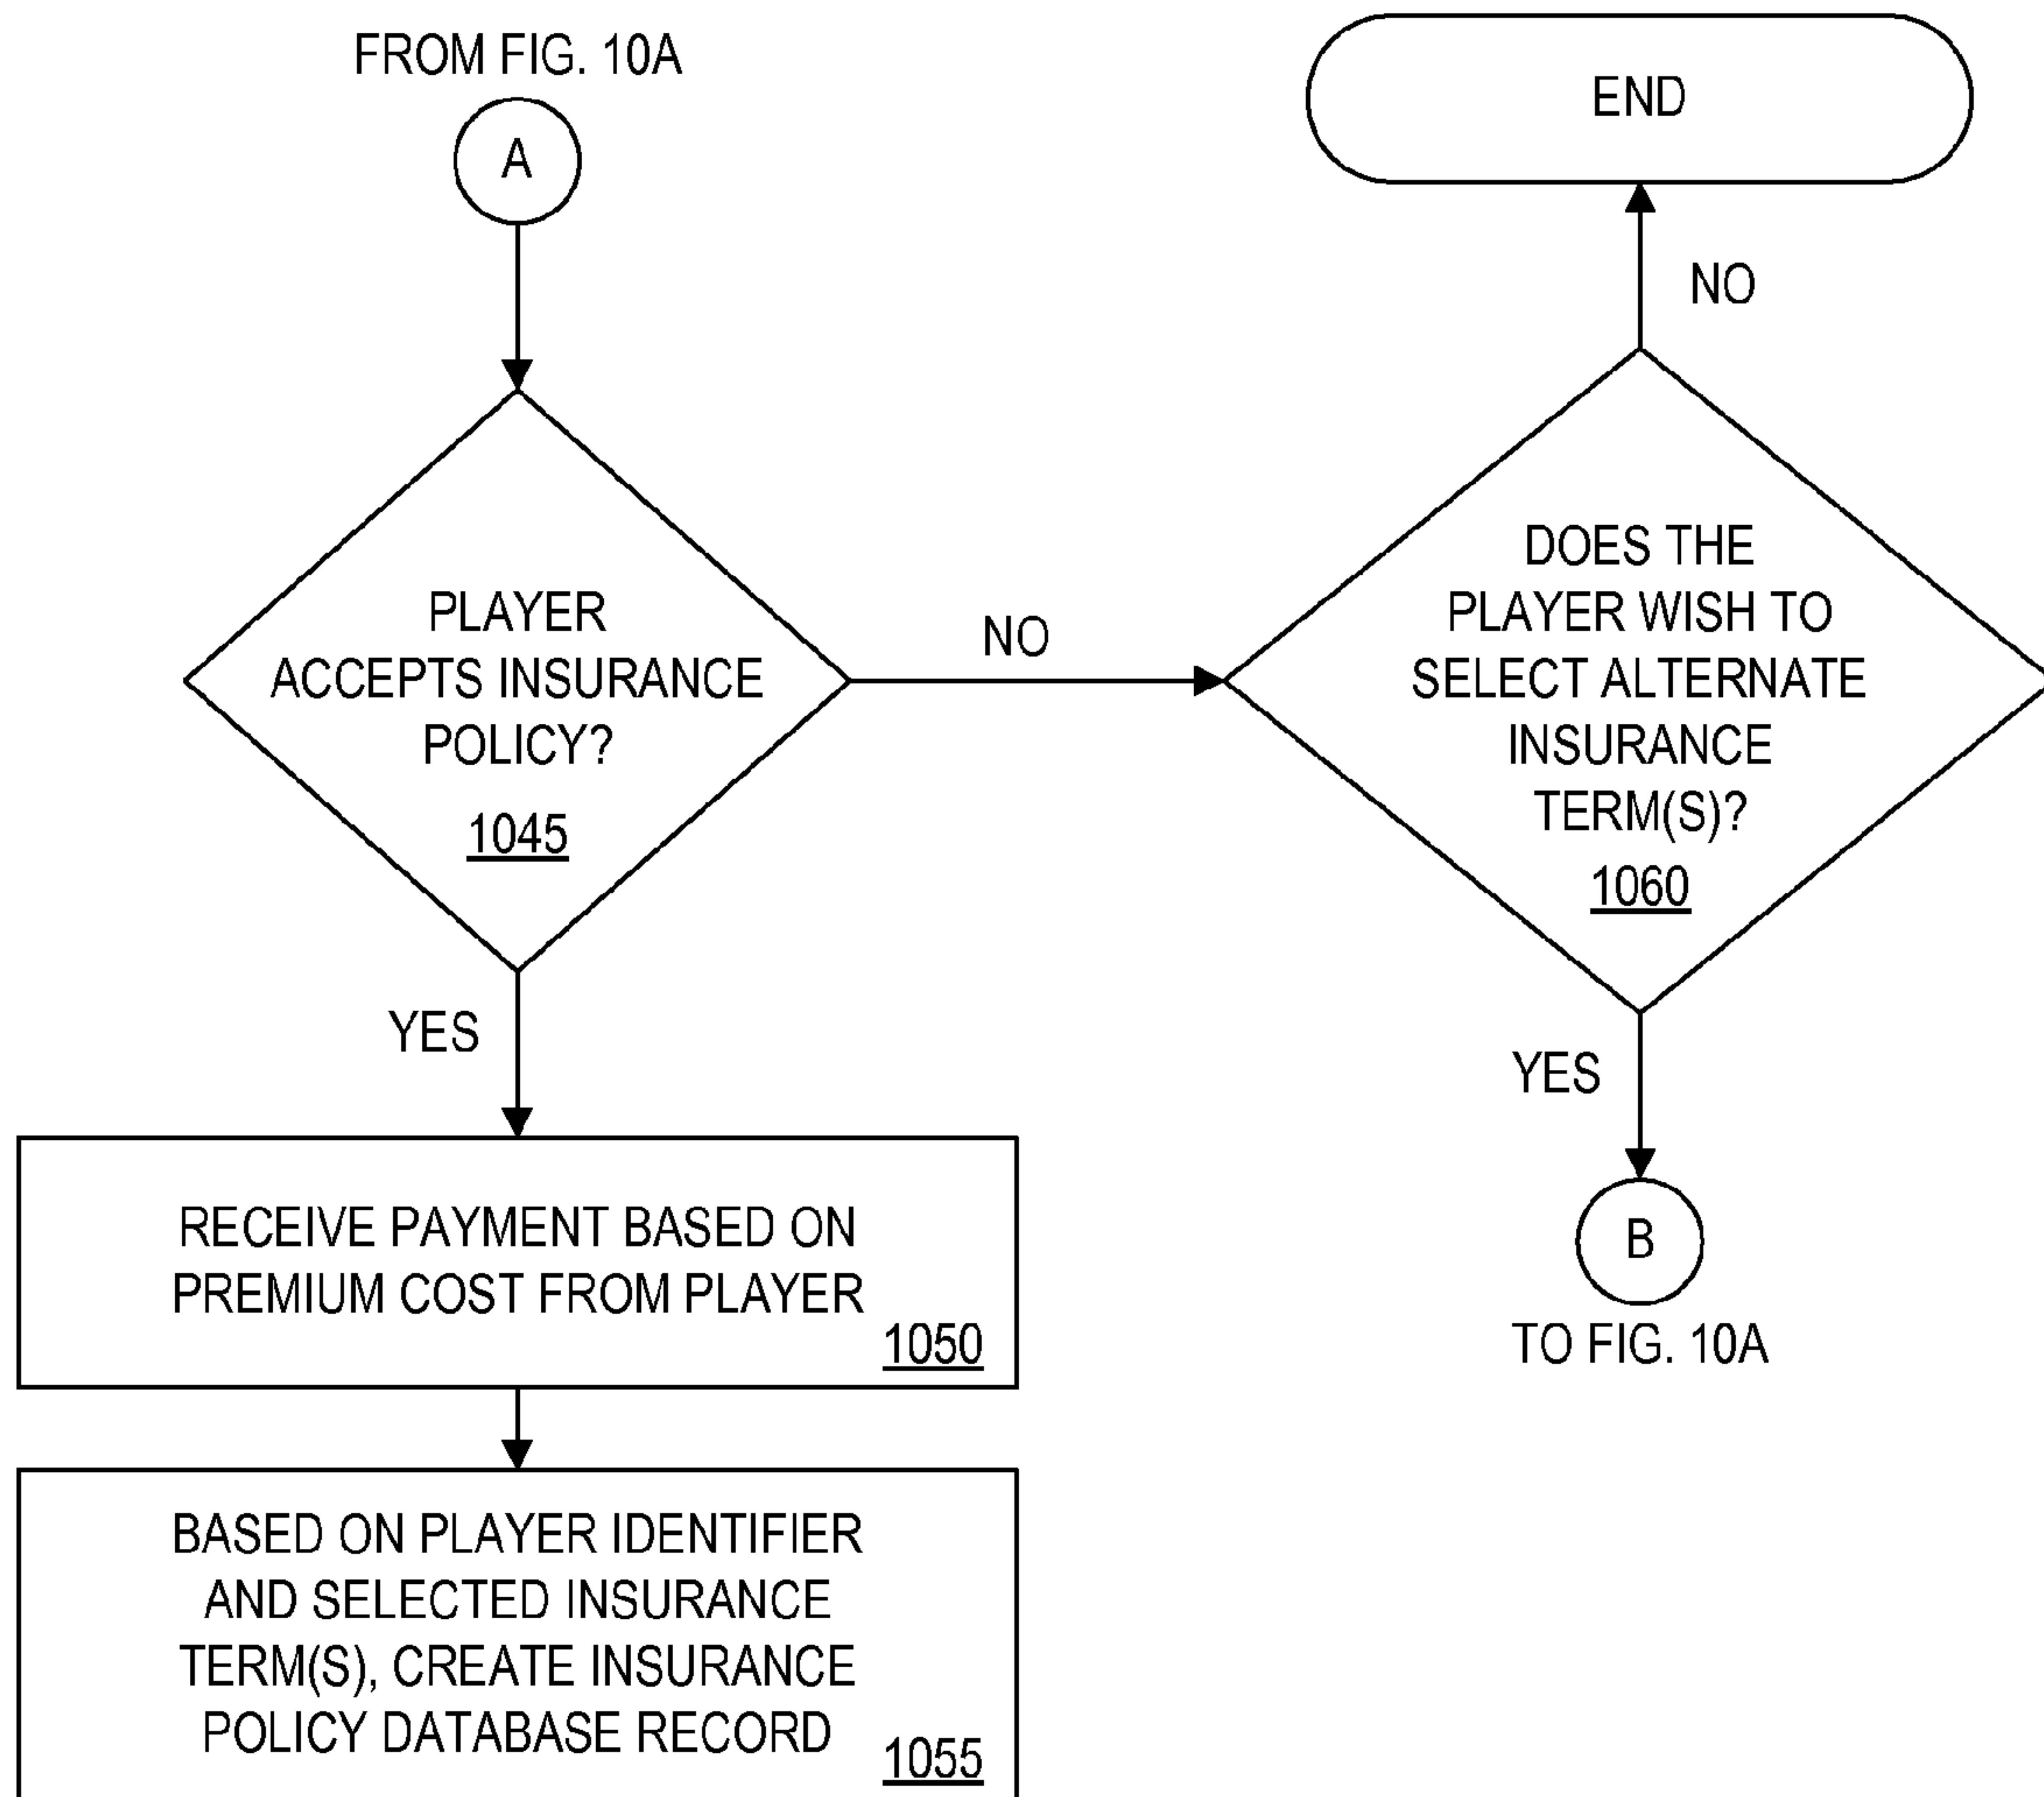 FROM FIG. 10A
A
PLAYER
ACCEPTS INSURANCE
POLICY?
1045
NO
YES
RECEIVE PAYMENT BASED ON
PREMIUM COST FROM PLAYER
1050
BASED ON PLAYER IDENTIFIER
AND SELECTED INSURANCE
TERM(S), CREATE INSURANCE
POLICY DATABASE RECORD
1055
END
NO
DOES THE
PLAYER WISH TO
SELECT ALTERNATE
INSURANCE
TERM(S)?
1060
YES
B
TO FIG. 10A